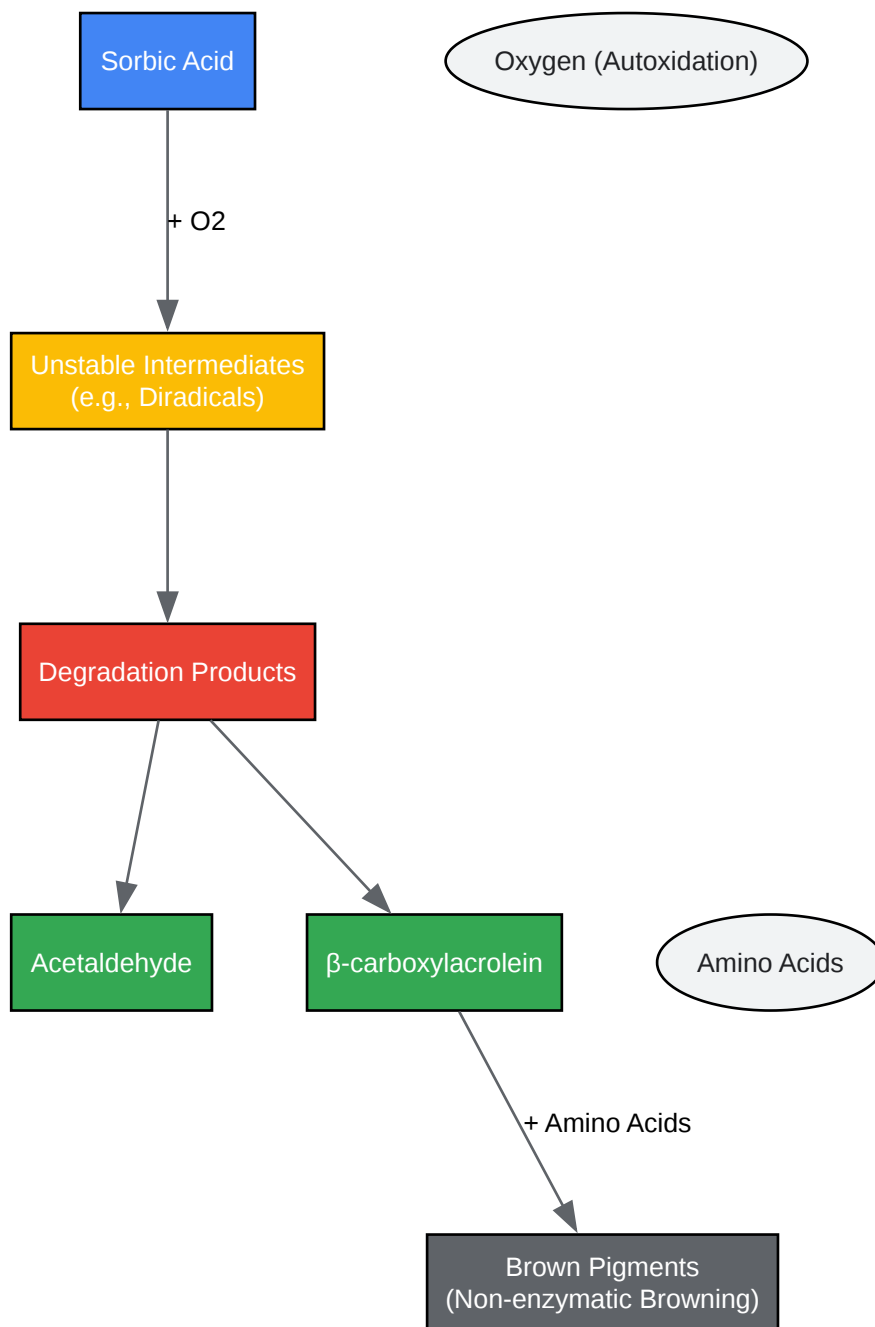 Sorbic Acid
Oxygen (Autoxidation)
+ O2
Unstable Intermediates
(e.g., Diradicals)
Degradation Products
Acetaldehyde
β-carboxylacrolein
Amino Acids
+ Amino Acids
Brown Pigments
(Non-enzymatic Browning)